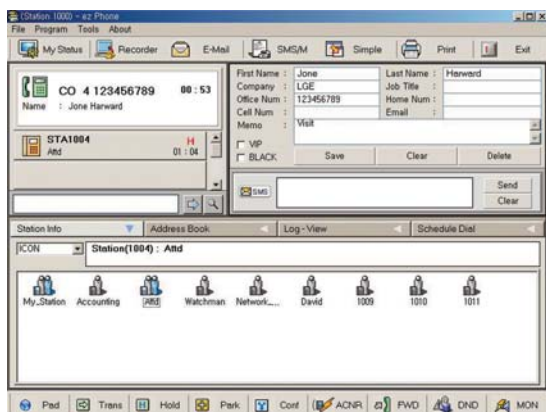 (Station 1000) - ez Phone
File Program Tools About
My Status Recorder E-Mail SMS/M Simple Print Exit
CO 4 123456789 00 : 53
Name : Jone Harward
STA1004 H
Attd 01 : 04
First Name : Jone Last Name : Harward
Company : LGE Job Title :
Office Num : 123456789 Home Num :
Cell Num : Email :
Memo : Visit
VIP
BLACK Save Clear Delete
SMS Send
Clear
Station Info Address Book Log - View Schedule Dial
ICON Station(1004) : Attd
My_Station Accounting Attd Watchman Network_... David 1009 1010 1011
Pad Trans Hold Park Conf ACNR FWD DND MON